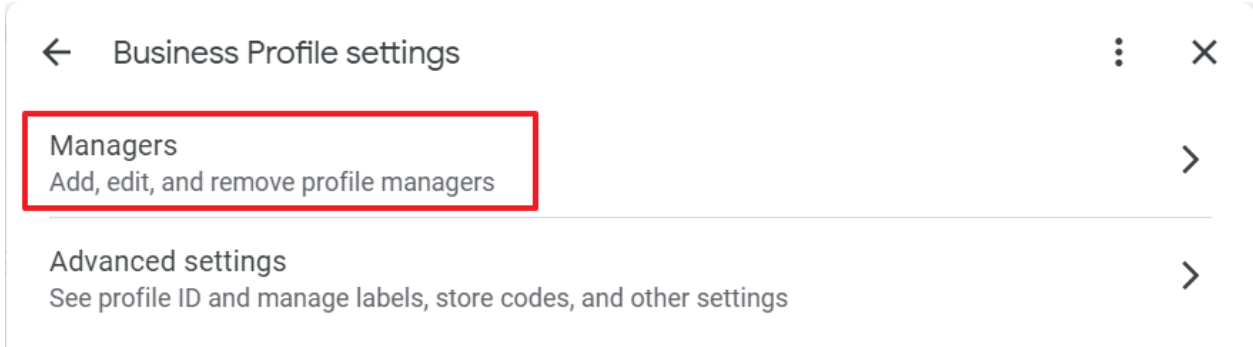 Business Profile settings
Managers
Add, edit, and remove profile managers
Advanced settings
See profile ID and manage labels, store codes, and other settings